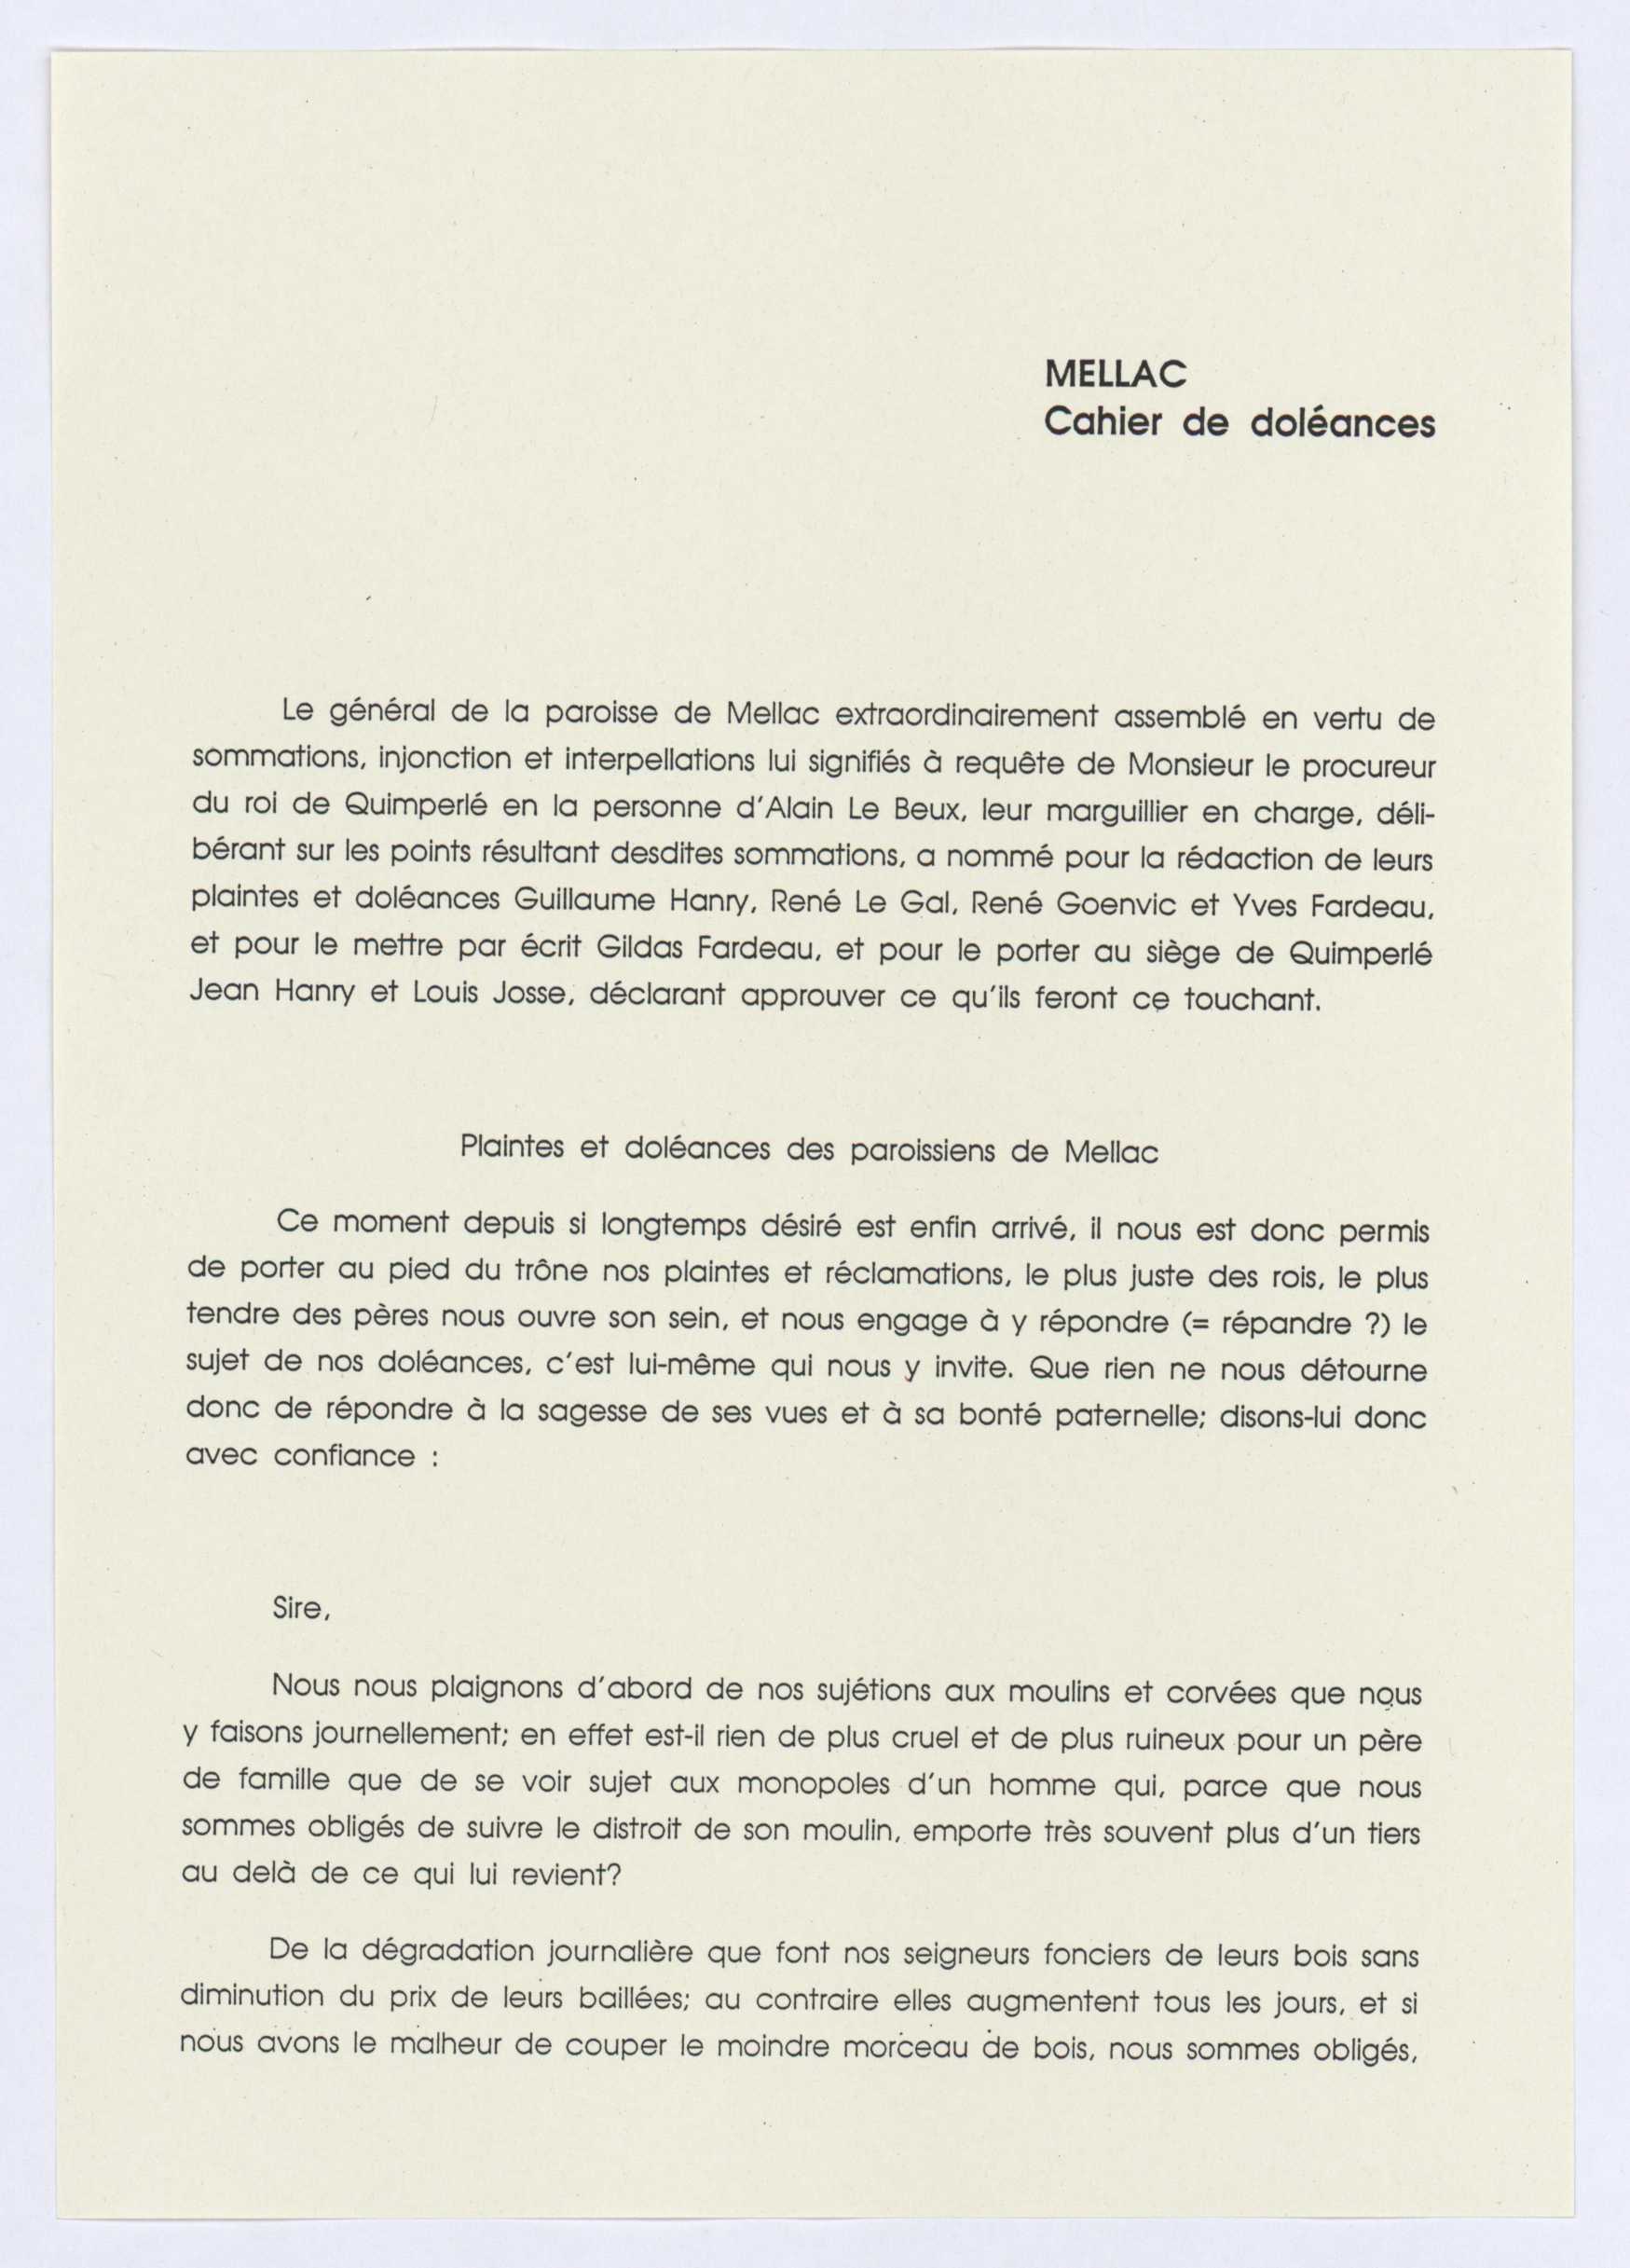 MELLAC
Cahier de doléances
Le général de la paroisse de Mellac extraordinairement assemblé en vertu de
sommations, injonction et interpellations lui signifiés à requête de Monsieur le procureur
du roi de Quimperlé en la personne d'Alain Le Beux, leur marguillier en charge, déli-
bérant sur les points résultant desdites sommations, a nommé pour la rédaction de leurs
plaintes et doléances Guillaume Hanry, René Le Gal, René Goenvic et Yves Fardeau,
et pour le mettre par écrit Gildas Fardeau, et pour le porter au siège de Quimperlé
Jean Hanry et Louis Josse, déclarant approuver ce qu'ils feront ce touchant.
Plaintes et doléances des paroissiens de Mellac
Ce moment depuis si longtemps désiré est enfin arrivé, il nous est donc permis
de porter au pied du trône nos plaintes et réclamations, le plus juste des rois, le plus
tendre des pères nous ouvre son sein, et nous engage à y répondre (= répandre ?) le
sujet de nos doléances, c'est lui-même qui nous y invite. Que rien ne nous détourne
donc de répondre à la sagesse de ses vues et à sa bonté paternelle; disons-lui donc
avec confiance :
Sire,
Nous nous plaignons d'abord de nos sujétions aux moulins et corvées que nous
y faisons journellement; en effet est-il rien de plus cruel et de plus ruineux pour un père
de famille que de se voir sujet aux monopoles d'un homme qui, parce que nous
sommes obligés de suivre le distroit de son moulin, emporte très souvent plus d'un tiers
au delà de ce qui lui revient?
De la dégradation journalière que font nos seigneurs fonciers de leurs bois sans
diminution du prix de leurs baillées; au contraire elles augmentent tous les jours, et si
nous avons le malheur de couper le moindre morceau de bois, nous sommes obligés,